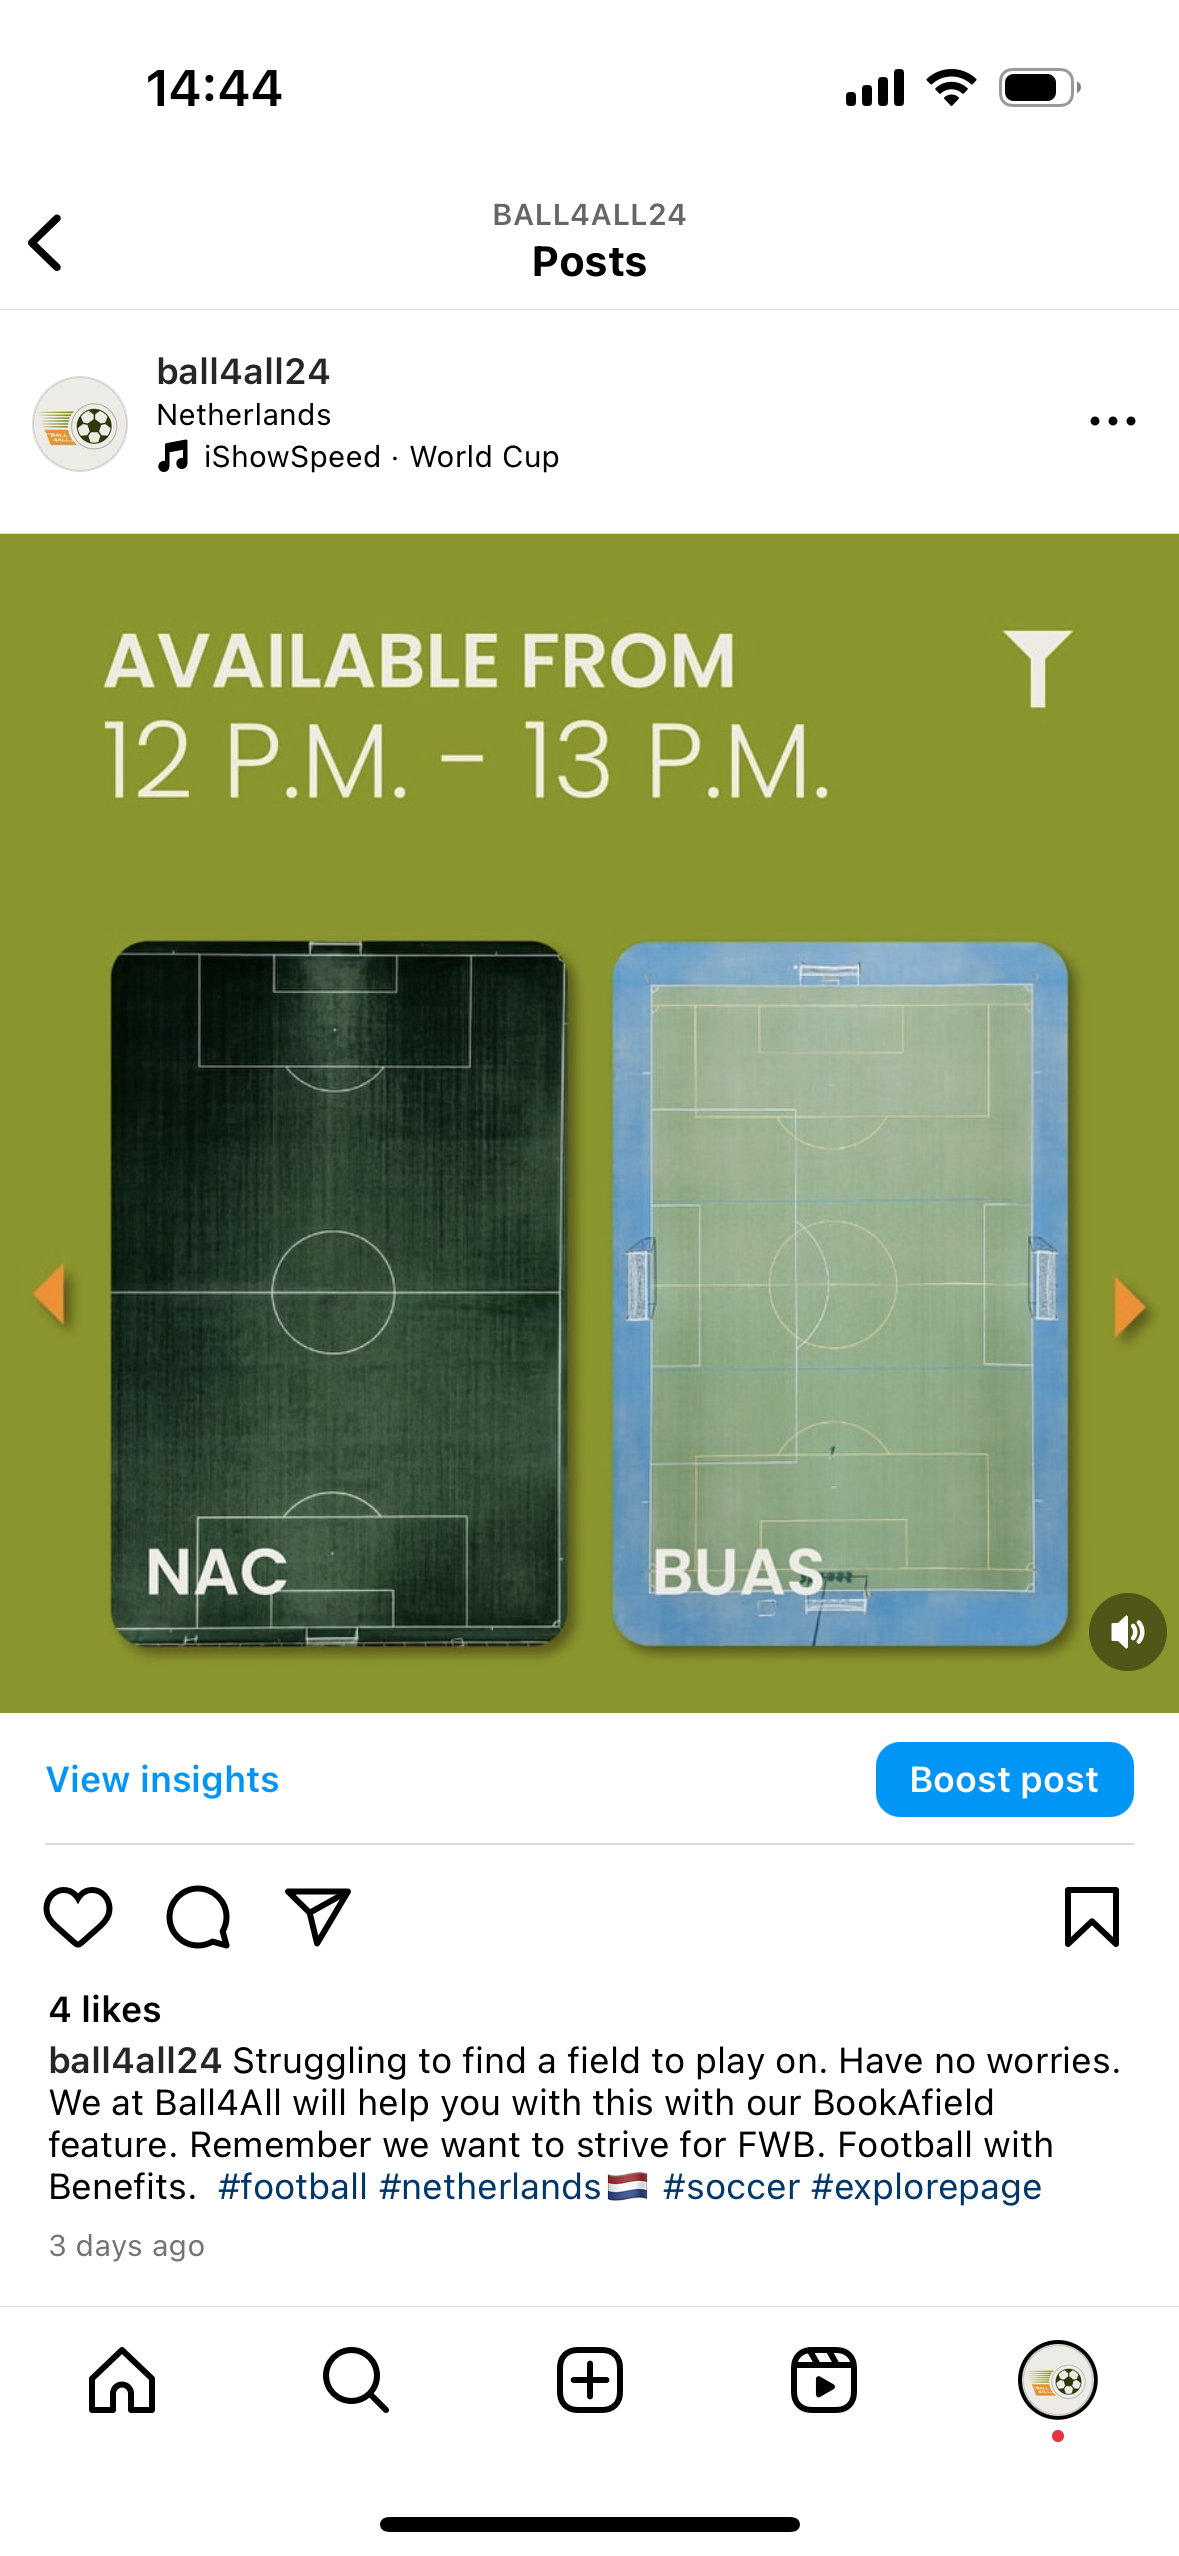 14:44
BALL4ALL24
Posts
ball4all24
Netherlands
iShowSpeed · World Cup
AVAILABLE FROM
12 P.M. - 13 P.M.
NAC
BUAS
View insights
Boost post
4 likes
ball4all24 Struggling to find a field to play on. Have no worries.
We at Ball4All will help you with this with our BookAfield
feature. Remember we want to strive for FWB. Football with
Benefits.  #football #netherlands🇳🇱 #soccer #explorepage
3 days ago